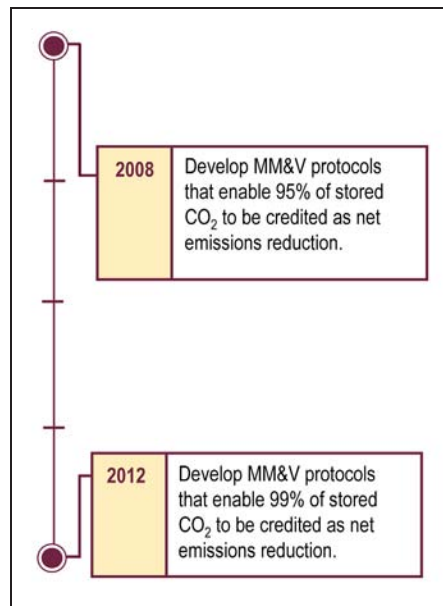 2008
Develop MM&V protocols
that enable 95% of stored
CO₂ to be credited as net
emissions reduction.
2012
Develop MM&V protocols
that enable 99% of stored
CO₂ to be credited as net
emissions reduction.